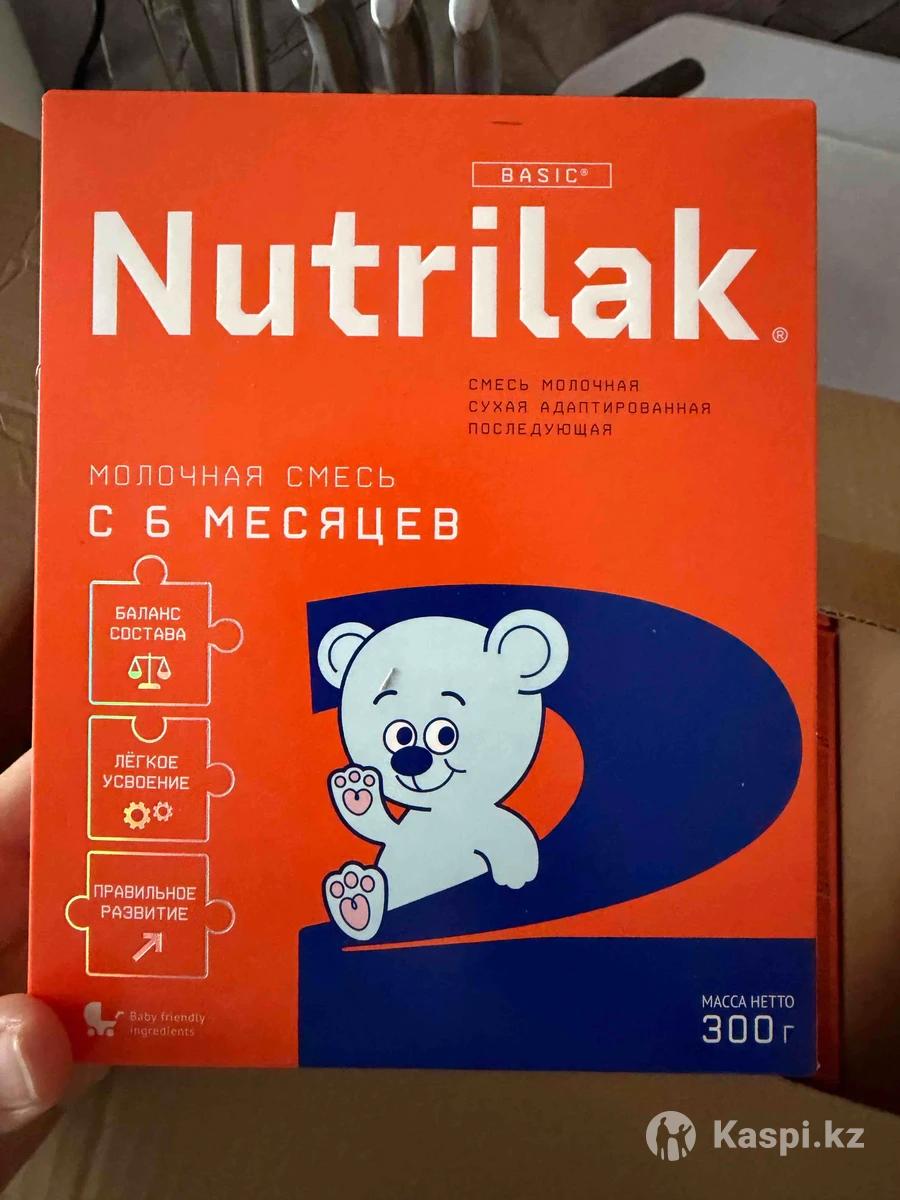 BASIC®
Nutrilak®
СМЕСЬ МОЛОЧНАЯ
СУХАЯ АДАПТИРОВАННАЯ
ПОСЛЕДУЮЩАЯ
МОЛОЧНАЯ СМЕСЬ
С 6 МЕСЯЦЕВ
БАЛАНС
СОСТАВА
ЛЁГКОЕ
УСВОЕНИЕ
ПРАВИЛЬНОЕ
РАЗВИТИЕ
2
Baby friendly
ingredients
МАССА НЕТТО
300 г
Kaspi.kz